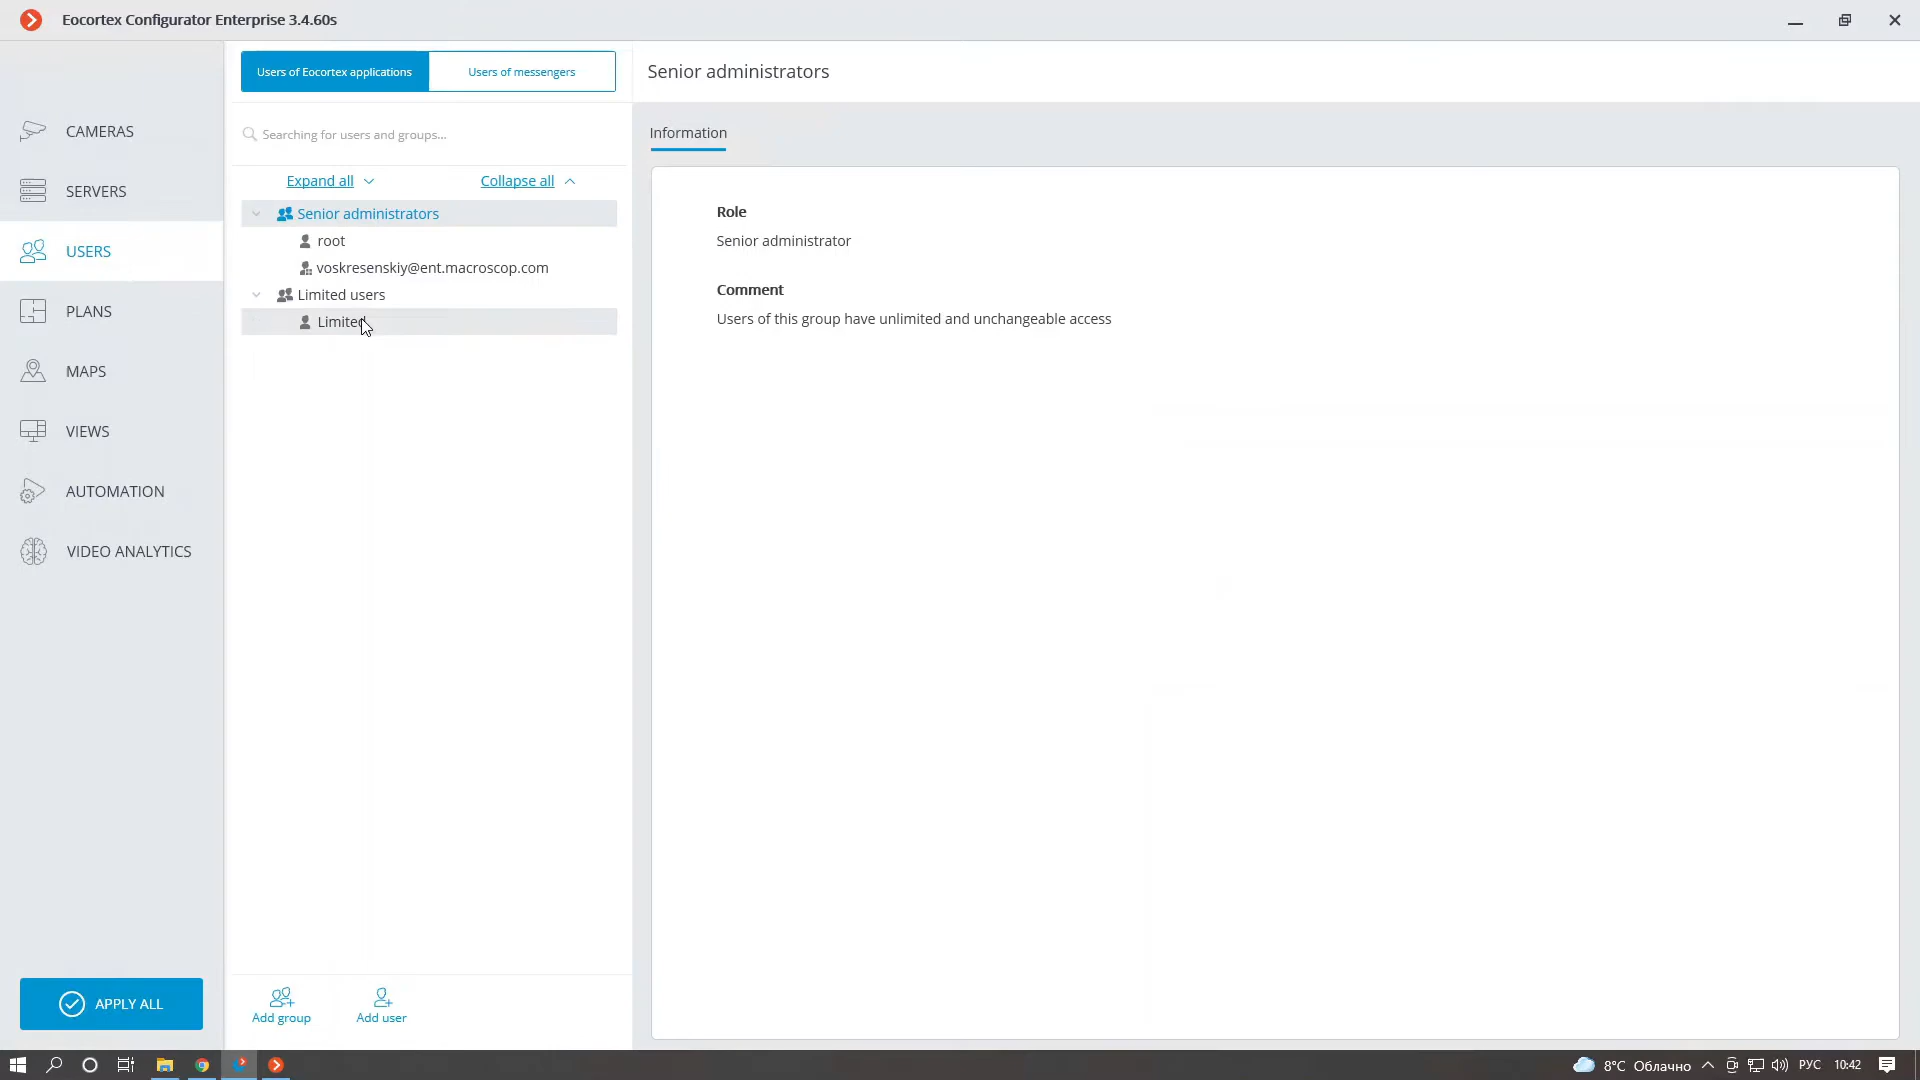 Eocortex Configurator Enterprise 3.4.60s
Users of Eocortex applications
Users of messengers
Senior administrators
Searching for users and groups...
Information
CAMERAS
SERVERS
USERS
PLANS
MAPS
VIEWS
AUTOMATION
VIDEO ANALYTICS
Expand all
Collapse all
Senior administrators
root
voskresenskiy@ent.macroscop.com
Limited users
Limited
Role
Senior administrator
Comment
Users of this group have unlimited and unchangeable access
APPLY ALL
Add group
Add user
8°C Облачно
РУС
10:42